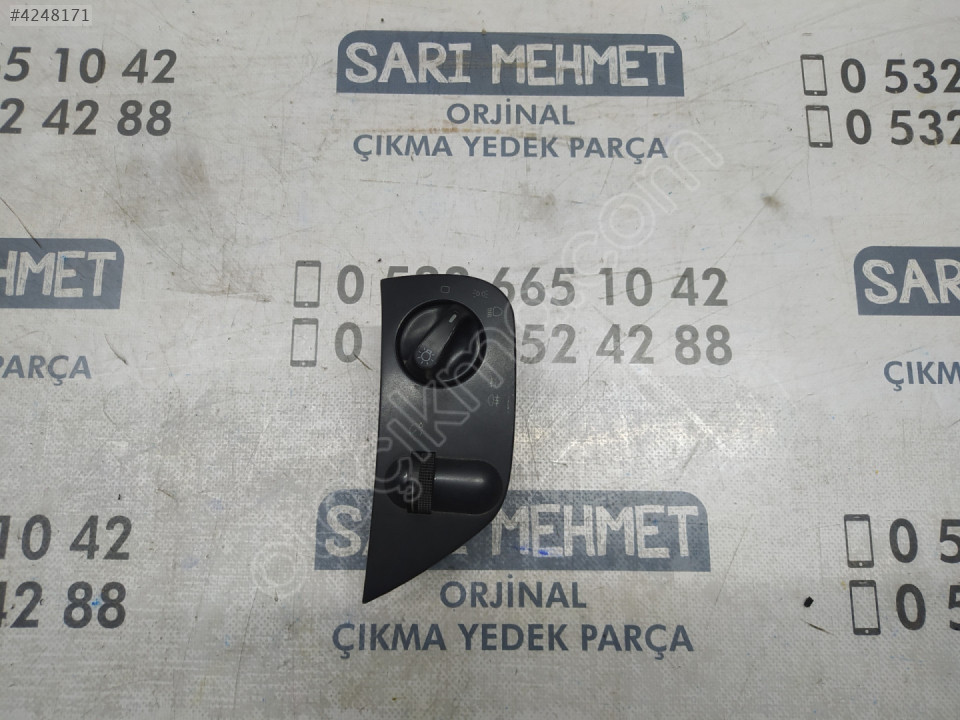 #4248171
65 10 42
2 42 88
SARI MEHMET
ORJİNAL
ÇIKMA YEDEK PARÇA
0 532
0 532
MEHMET
PARÇA
0 532 665 10 42
0 52 42 88
SARI
ÇIKMA
10 42
42 88
SARI MEHMET
ORJİNAL
ÇIKMA YEDEK PARÇA
0 5
0 5